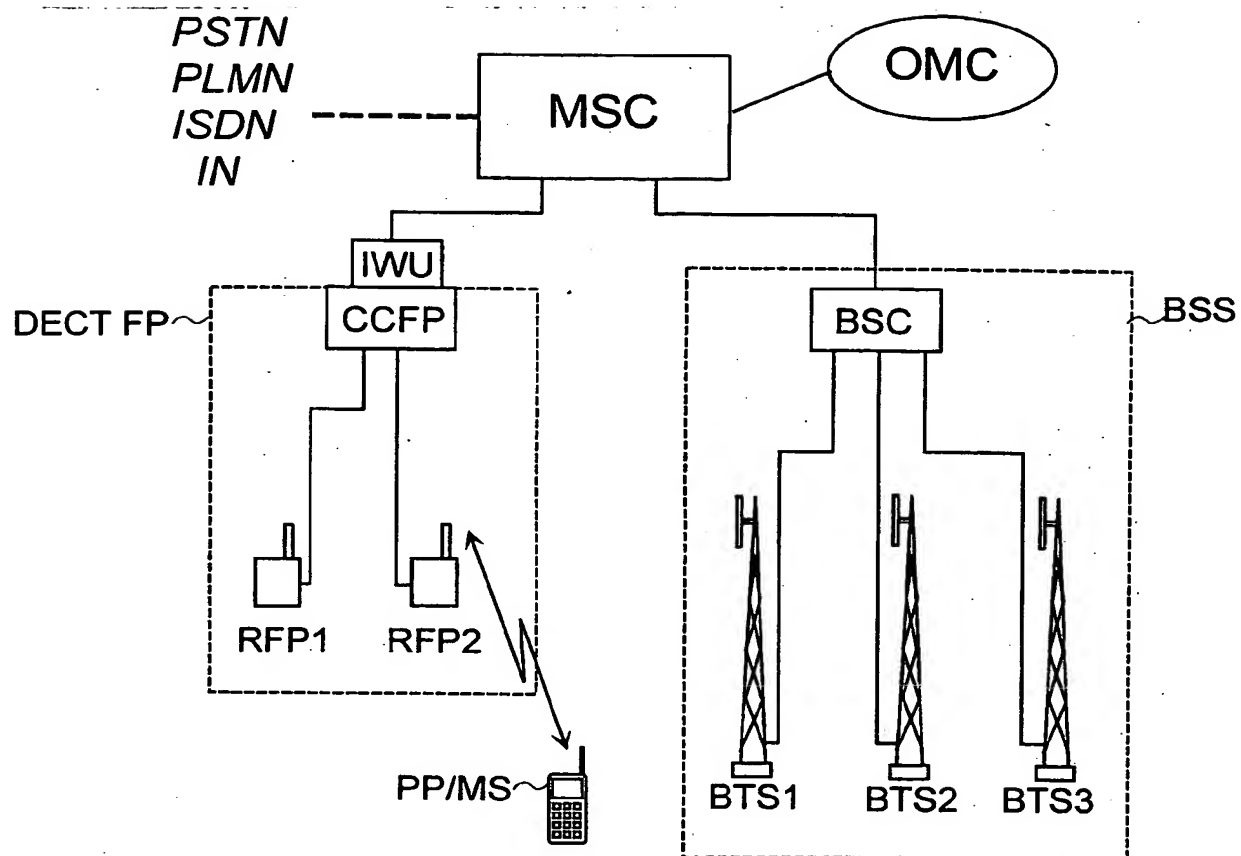 PSTN
PLMN
ISDN
IN
MSC
OMC
IWU
CCFP
DECT FP
BSC
BSS
RFP1
RFP2
PP/MS
BTS1
BTS2
BTS3